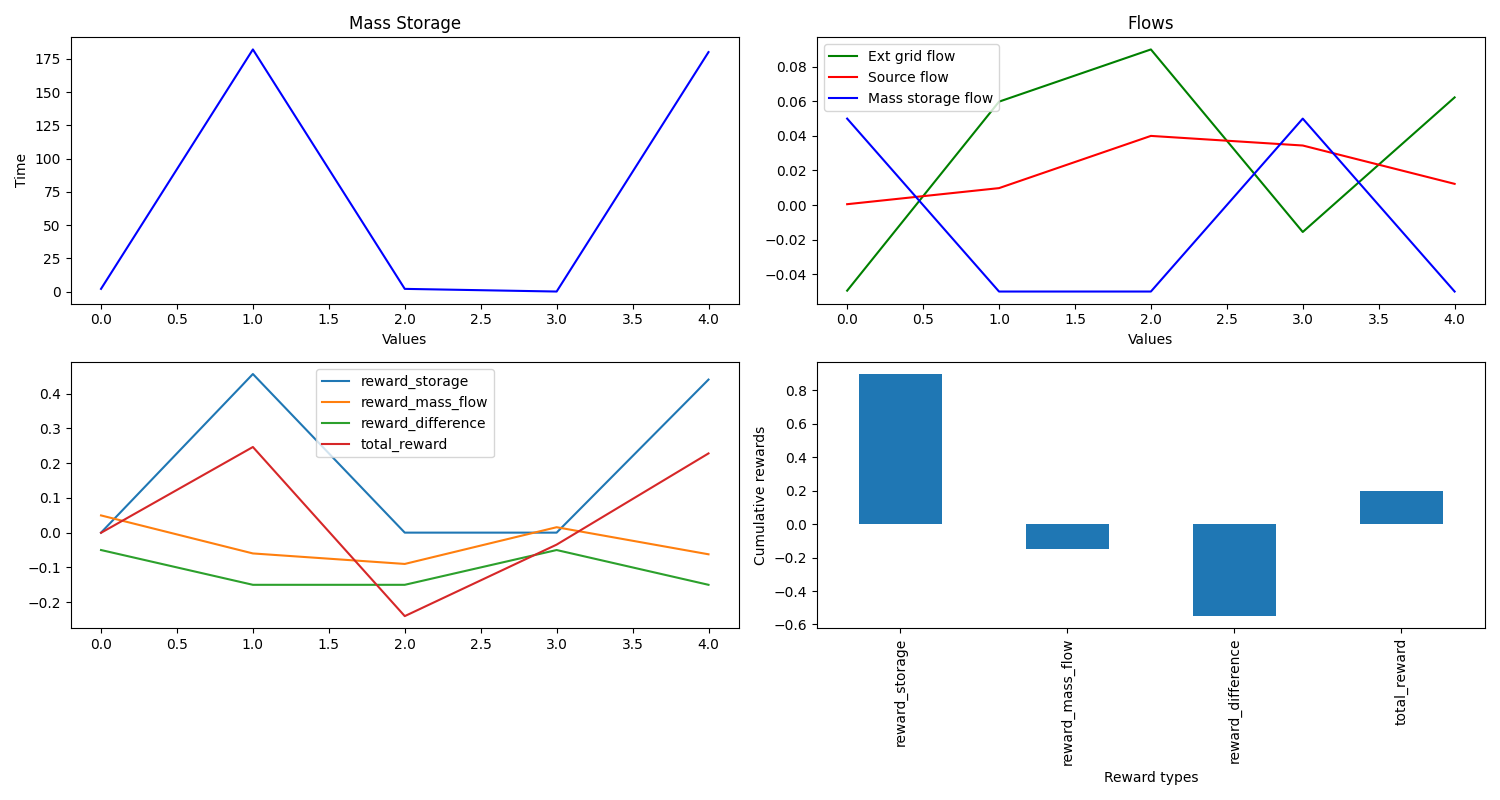 Mass Storage
175
150
125
100
75
50
25
0
Time
0.0 0.5 1.0 1.5 2.0 2.5 3.0 3.5 4.0
Values
Flows
Ext grid flow
Source flow
Mass storage flow
0.08
0.06
0.04
0.02
0.00
−0.02
−0.04
0.0 0.5 1.0 1.5 2.0 2.5 3.0 3.5 4.0
Values
reward_storage
reward_mass_flow
reward_difference
total_reward
0.4
0.3
0.2
0.1
0.0
−0.1
−0.2
0.0 0.5 1.0 1.5 2.0 2.5 3.0 3.5 4.0
0.8
0.6
0.4
0.2
0.0
−0.2
−0.4
−0.6
Cumulative rewards
reward_storage
reward_mass_flow
reward_difference
total_reward
Reward types